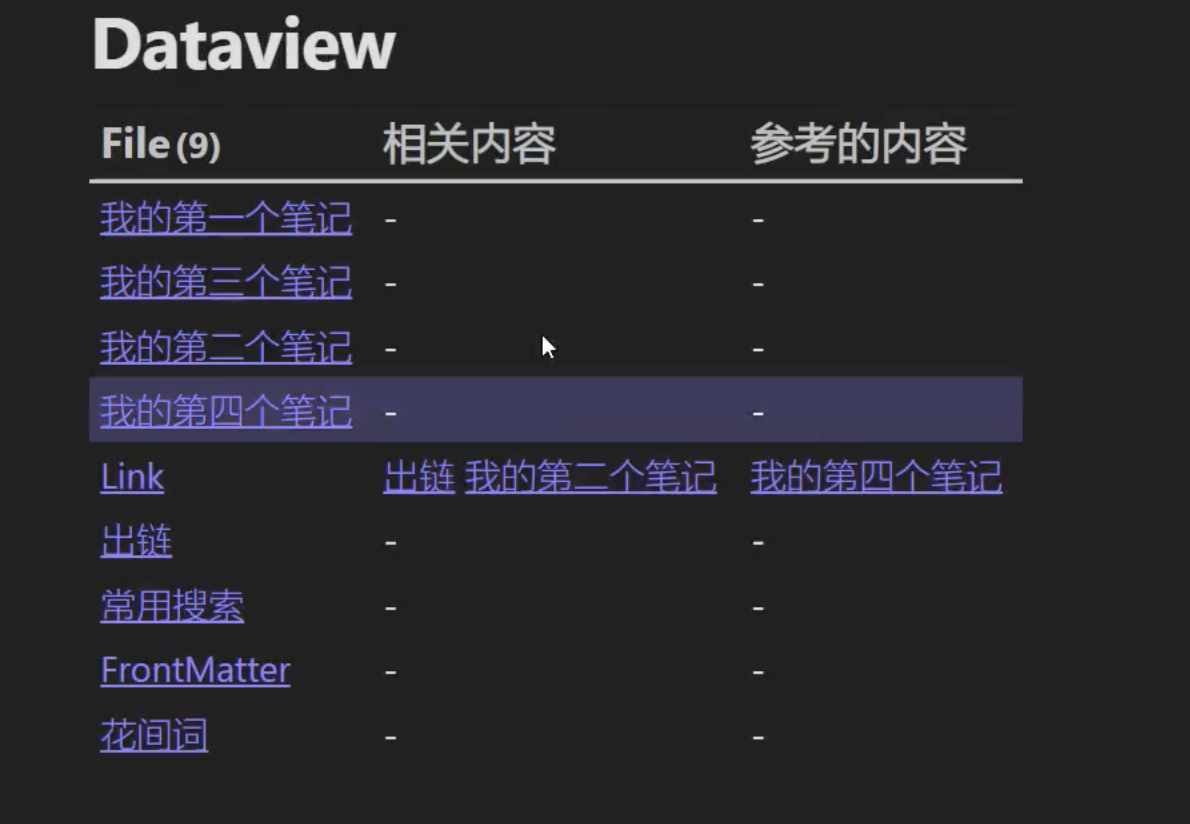 Dataview
File (9) 相关内容 参考的内容
我的第一个笔记 - -
我的第三个笔记 - -
我的第二个笔记 - -
我的第四个笔记 - -
Link 出链 我的第二个笔记 我的第四个笔记
出链 - -
常用搜索 - -
FrontMatter - -
花间词 - -